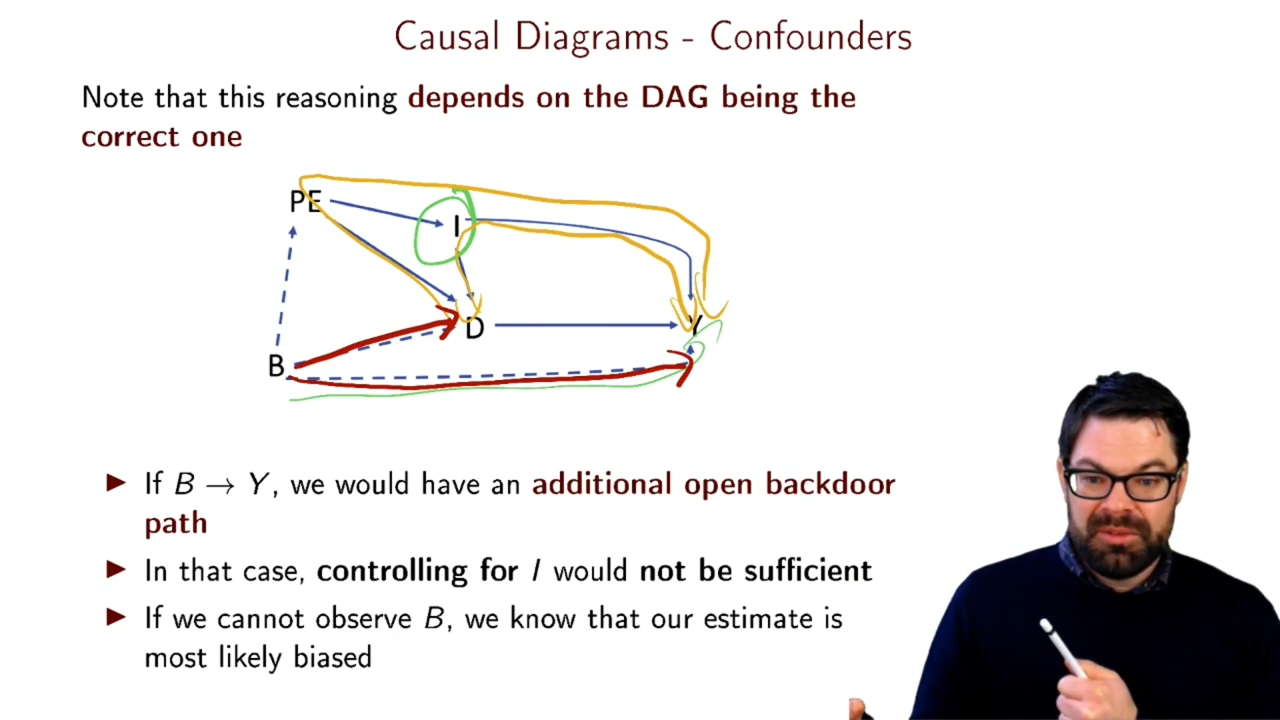 Causal Diagrams - Confounders
Note that this reasoning depends on the DAG being the
correct one
PE
I
D
Y
B
▶ If B → Y, we would have an additional open backdoor
path
▶ In that case, controlling for I would not be sufficient
▶ If we cannot observe B, we know that our estimate is
most likely biased